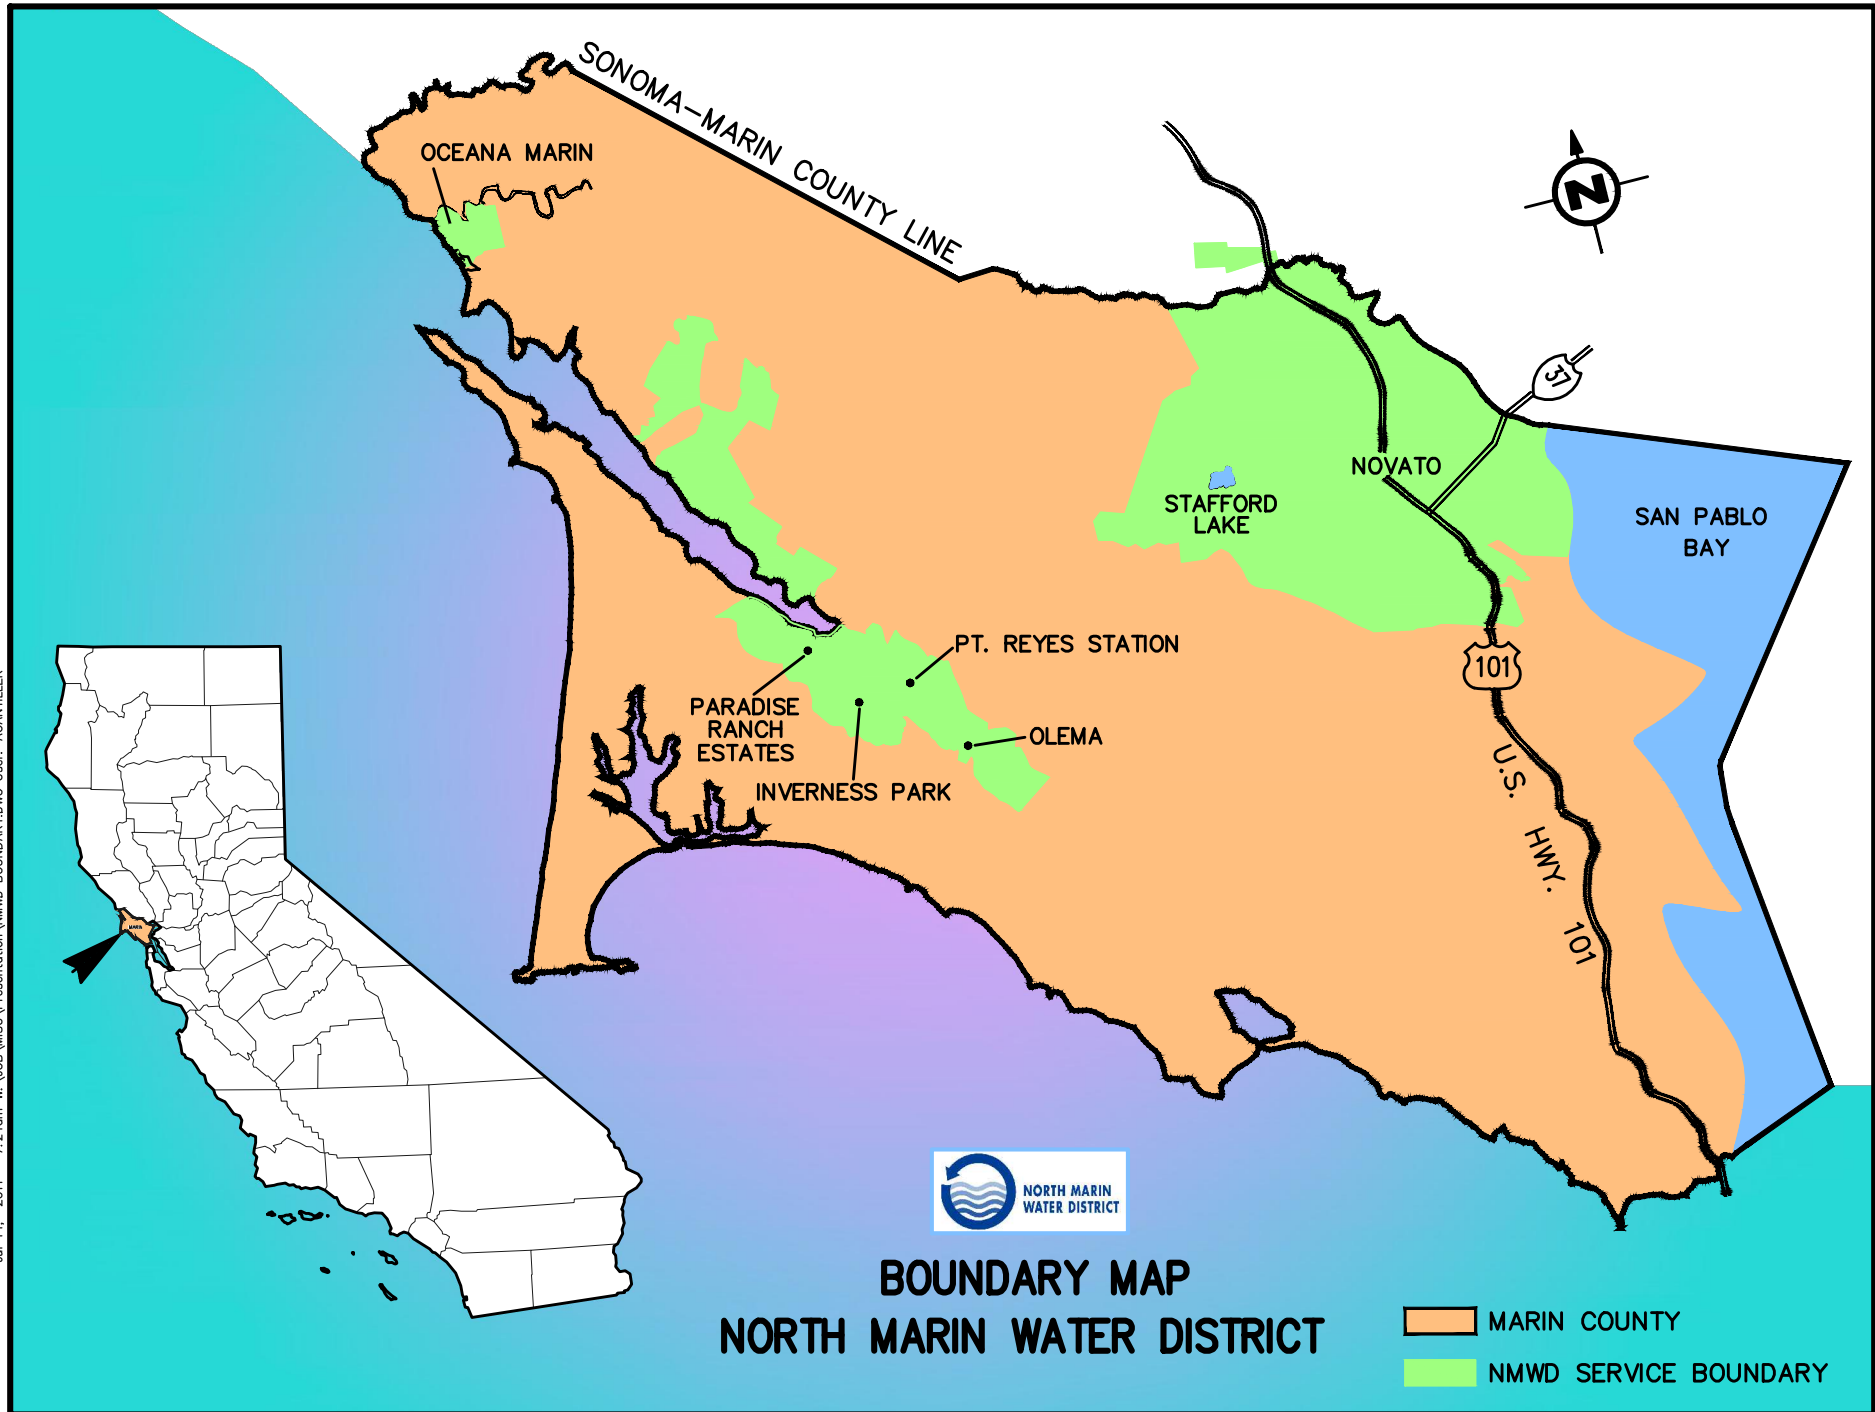 SONOMA-MARIN COUNTY LINE
OCEANA MARIN
N
37
NOVATO
STAFFORD
LAKE
SAN PABLO
BAY
PT. REYES STATION
101
PARADISE
RANCH
ESTATES
OLEMA
INVERNESS PARK
U.S. HWY. 101
MARIN
NORTH MARIN
WATER DISTRICT
BOUNDARY MAP
NORTH MARIN WATER DISTRICT
MARIN COUNTY
NMWD SERVICE BOUNDARY